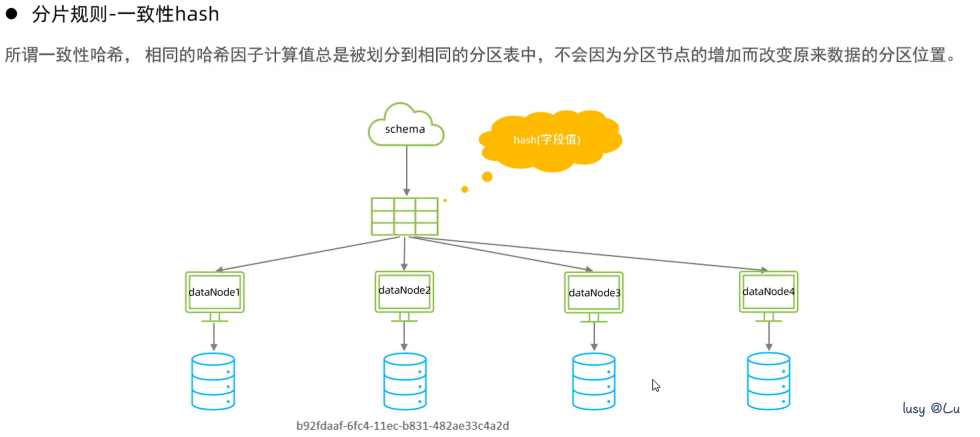 ● 分片规则-一致性hash
所谓一致性哈希, 相同的哈希因子计算值总是被划分到相同的分区表中，不会因为分区节点的增加而改变原来数据的分区位置。
schema
hash(字段值)
dataNode1 dataNode2 dataNode3 dataNode4
b92fdaaf-6fc4-11ec-b831-482ae33c4a2d
lusy @Lu